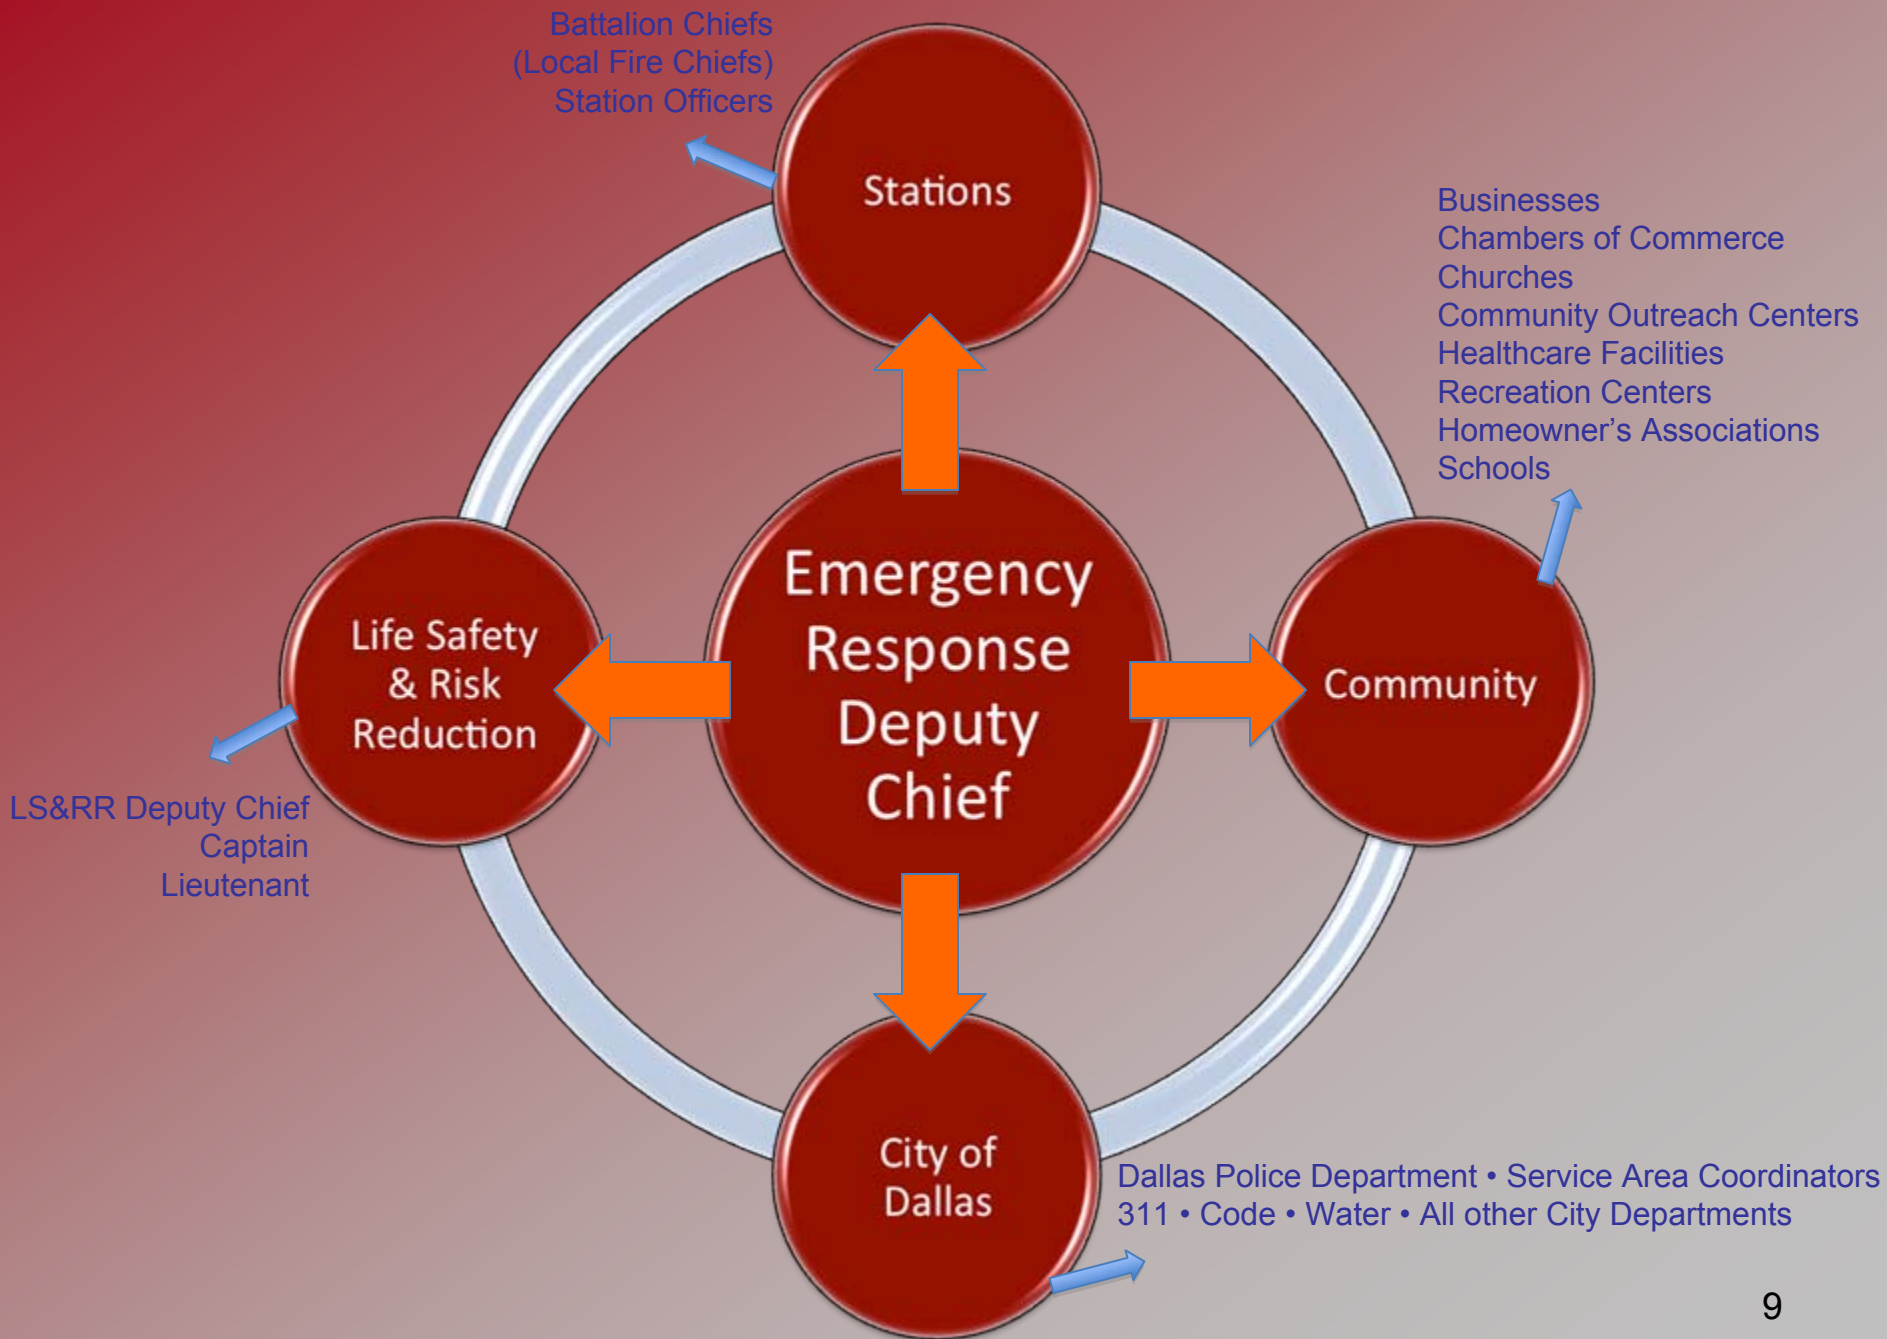 Battalion Chiefs
(Local Fire Chiefs)
Station Officers
Stations
Businesses
Chambers of Commerce
Churches
Community Outreach Centers
Healthcare Facilities
Recreation Centers
Homeowner’s Associations
Schools
Emergency
Response
Deputy
Chief
Life Safety
& Risk
Reduction
Community
LS&RR Deputy Chief
Captain
Lieutenant
City of
Dallas
Dallas Police Department • Service Area Coordinators
311 • Code • Water • All other City Departments
9